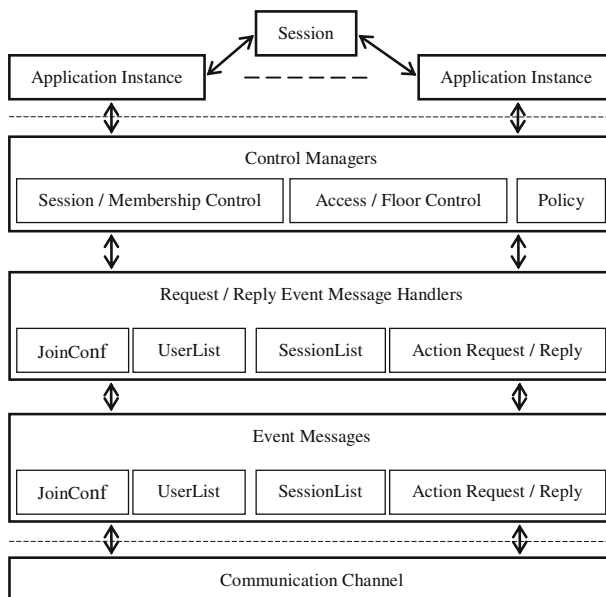 Session
Application Instance
Application Instance
Control Managers
Session / Membership Control
Access / Floor Control
Policy
Request / Reply Event Message Handlers
JoinConf
UserList
SessionList
Action Request / Reply
Event Messages
JoinConf
UserList
SessionList
Action Request / Reply
Communication Channel